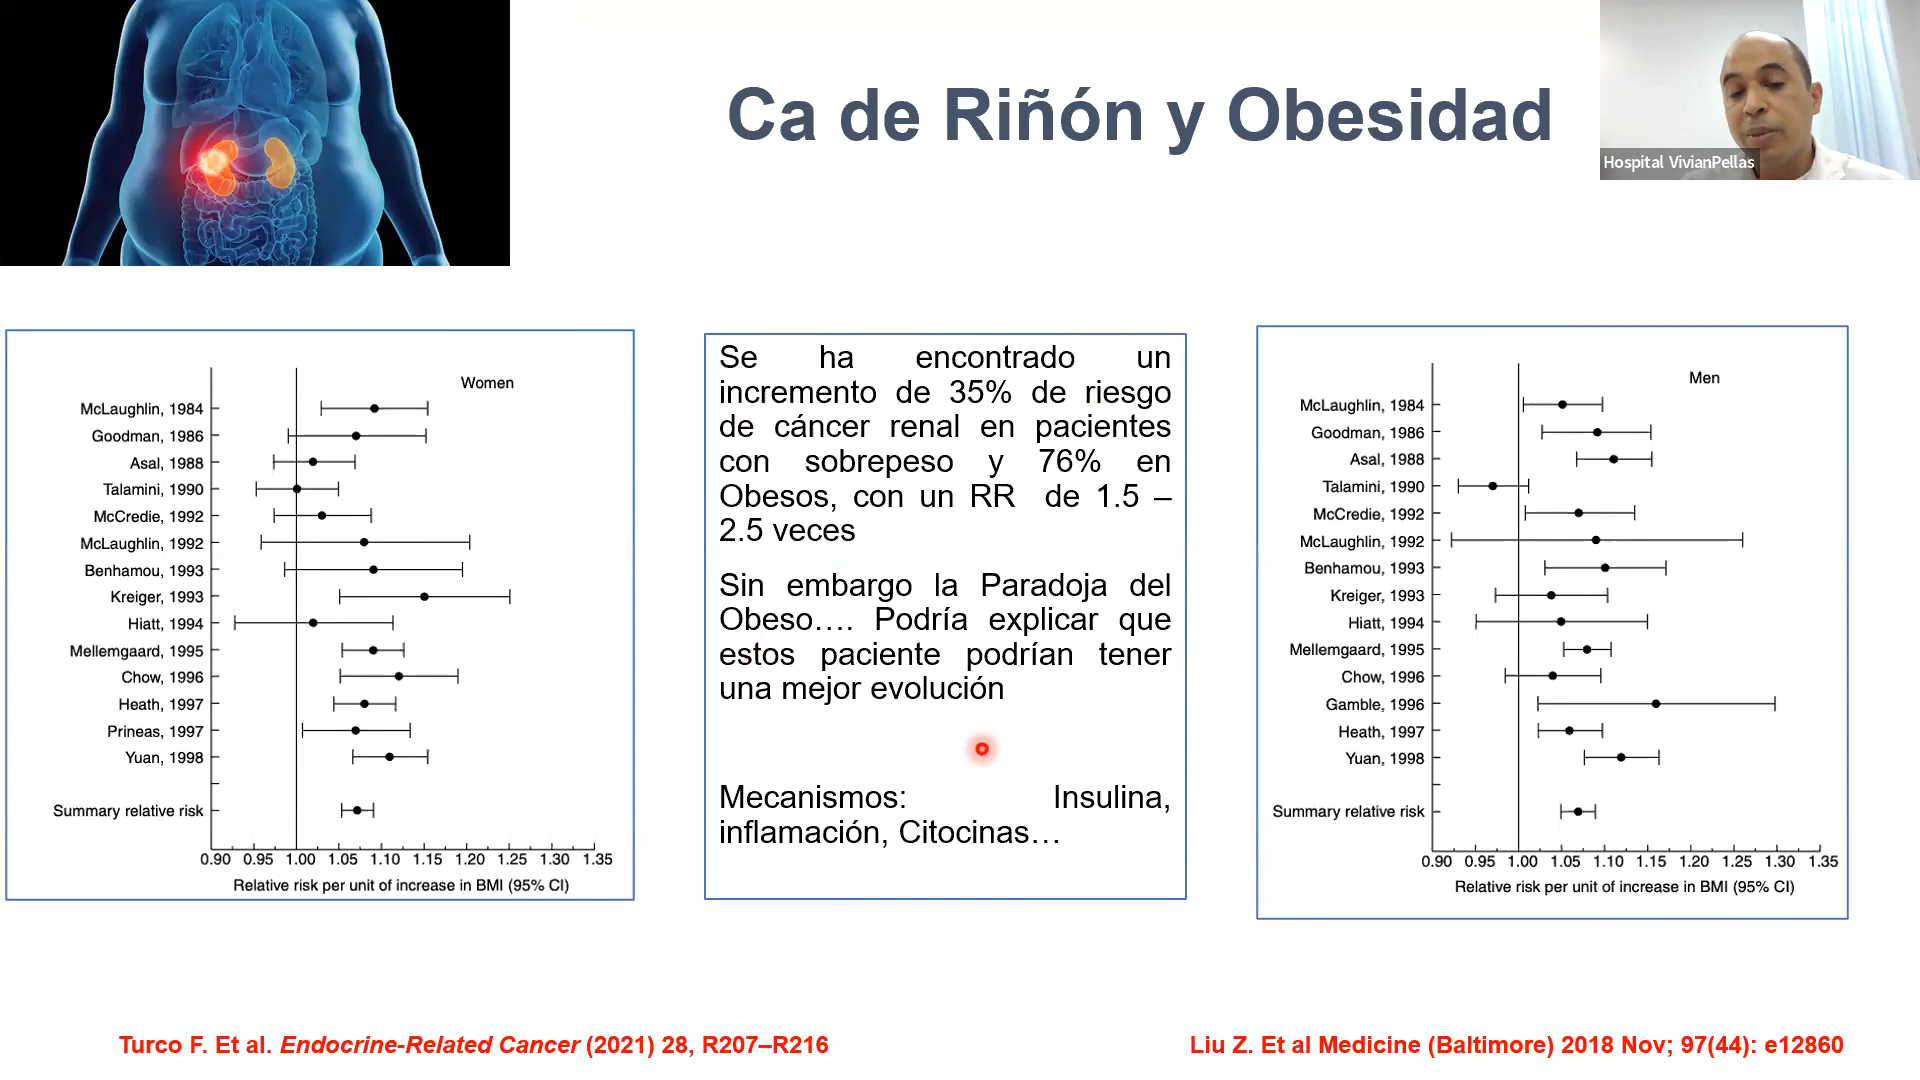 Ca de Riñón y Obesidad
Hospital VivianPellas
Women
McLaughlin, 1984
Goodman, 1986
Asal, 1988
Talamini, 1990
McCredie, 1992
McLaughlin, 1992
Benhamou, 1993
Kreiger, 1993
Hiatt, 1994
Mellemgaard, 1995
Chow, 1996
Heath, 1997
Prineas, 1997
Yuan, 1998
Summary relative risk
0.90 0.95 1.00 1.05 1.10 1.15 1.20 1.25 1.30 1.35
Relative risk per unit of increase in BMI (95% CI)
Se ha encontrado un
incremento de 35% de riesgo
de cáncer renal en pacientes
con sobrepeso y 76% en
Obesos, con un RR de 1.5 –
2.5 veces
Sin embargo la Paradoja del
Obeso…. Podría explicar que
estos paciente podrían tener
una mejor evolución
Mecanismos: Insulina,
inflamación, Citocinas…
Men
McLaughlin, 1984
Goodman, 1986
Asal, 1988
Talamini, 1990
McCredie, 1992
McLaughlin, 1992
Benhamou, 1993
Kreiger, 1993
Hiatt, 1994
Mellemgaard, 1995
Chow, 1996
Gamble, 1996
Heath, 1997
Yuan, 1998
Summary relative risk
0.90 0.95 1.00 1.05 1.10 1.15 1.20 1.25 1.30 1.35
Relative risk per unit of increase in BMI (95% CI)
Turco F. Et al. Endocrine-Related Cancer (2021) 28, R207–R216
Liu Z. Et al Medicine (Baltimore) 2018 Nov; 97(44): e12860